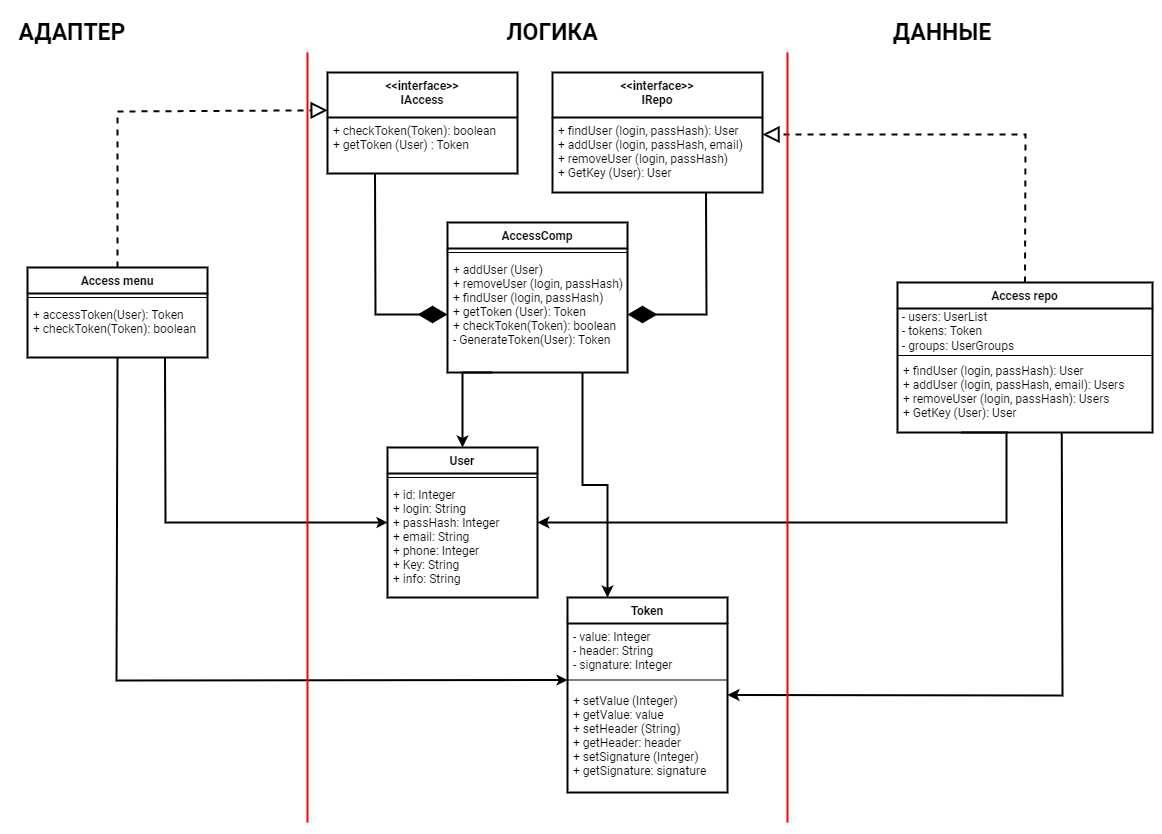 АДАПТЕР
ЛОГИКА
ДАННЫЕ
<<interface>>
IAccess
+ checkToken(Token): boolean
+ getToken (User) : Token
<<interface>>
IRepo
+ findUser (login, passHash): User
+ addUser (login, passHash, email)
+ removeUser (login, passHash)
+ GetKey (User): User
AccessComp
+ addUser (User)
+ removeUser (login, passHash)
+ findUser (login, passHash)
+ getToken (User): Token
+ checkToken(Token): boolean
- GenerateToken(User): Token
Access menu
+ accessToken(User): Token
+ checkToken(Token): boolean
Access repo
- users: UserList
- tokens: Token
- groups: UserGroups
+ findUser (login, passHash): User
+ addUser (login, passHash, email): Users
+ removeUser (login, passHash): Users
+ GetKey (User): User
User
+ id: Integer
+ login: String
+ passHash: Integer
+ email: String
+ phone: Integer
+ Key: String
+ info: String
Token
- value: Integer
- header: String
- signature: Integer
+ setValue (Integer)
+ getValue: value
+ setHeader (String)
+ getHeader: header
+ setSignature (Integer)
+ getSignature: signature